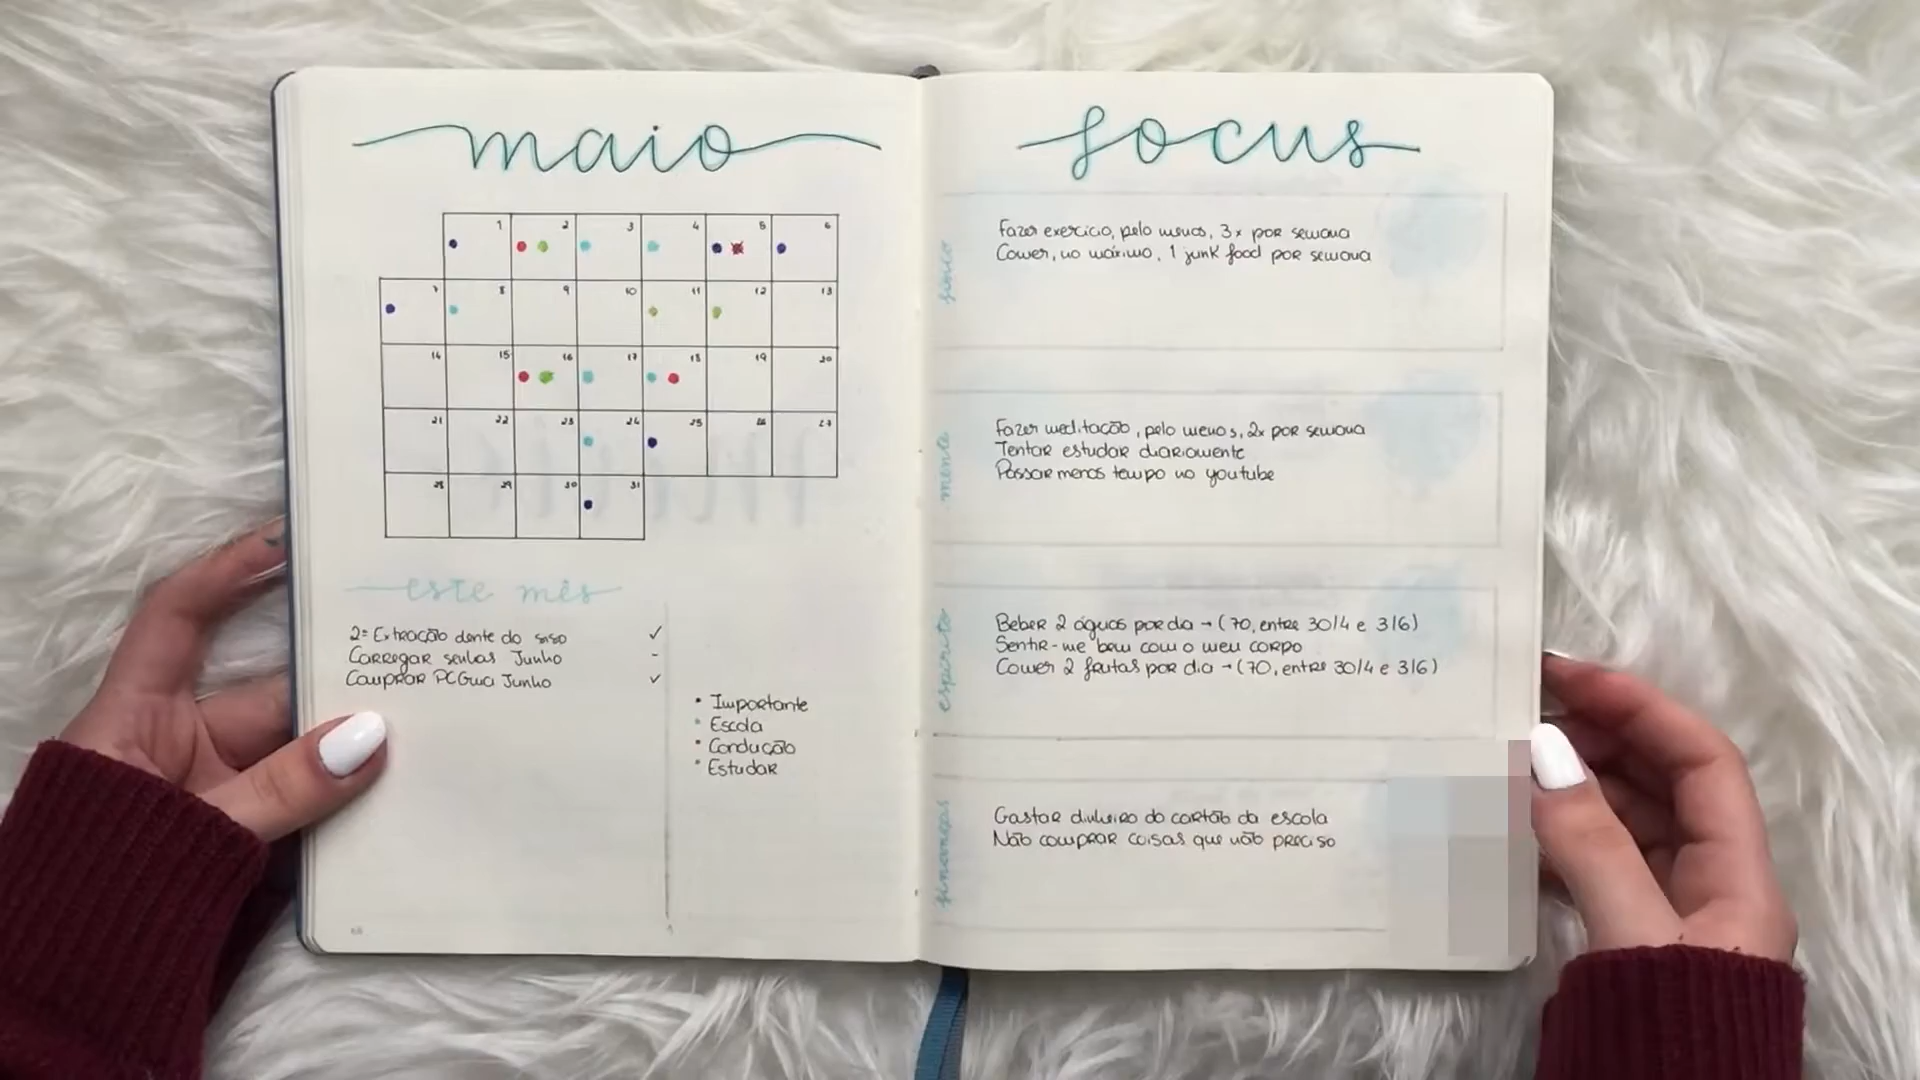 maio
1 2 3 4 5 6
7 8 9 10 11 12 13
14 15 16 17 18 19 20
21 22 23 24 25 26 27
28 29 30 31
este mês
2ª Extração dente do siso ✓
Carregar senhas Junho -
Comprar PCGuia Junho ✓
• Importante
• Escola
• Condução
• Estudar
focus
físico
Fazer exercício, pelo menos, 3x por semana
Comer, no máximo, 1 junk food por semana
mente
Fazer meditação, pelo menos, 2x por semana
Tentar estudar diariamente
Passar menos tempo no youtube
espírito
Beber 2 águas por dia → (70, entre 30/4 e 3/6)
Sentir-me bem com o meu corpo
Comer 2 frutas por dia → (70, entre 30/4 e 3/6)
finanças
Gastar dinheiro do cartão da escola
Não comprar coisas que não preciso